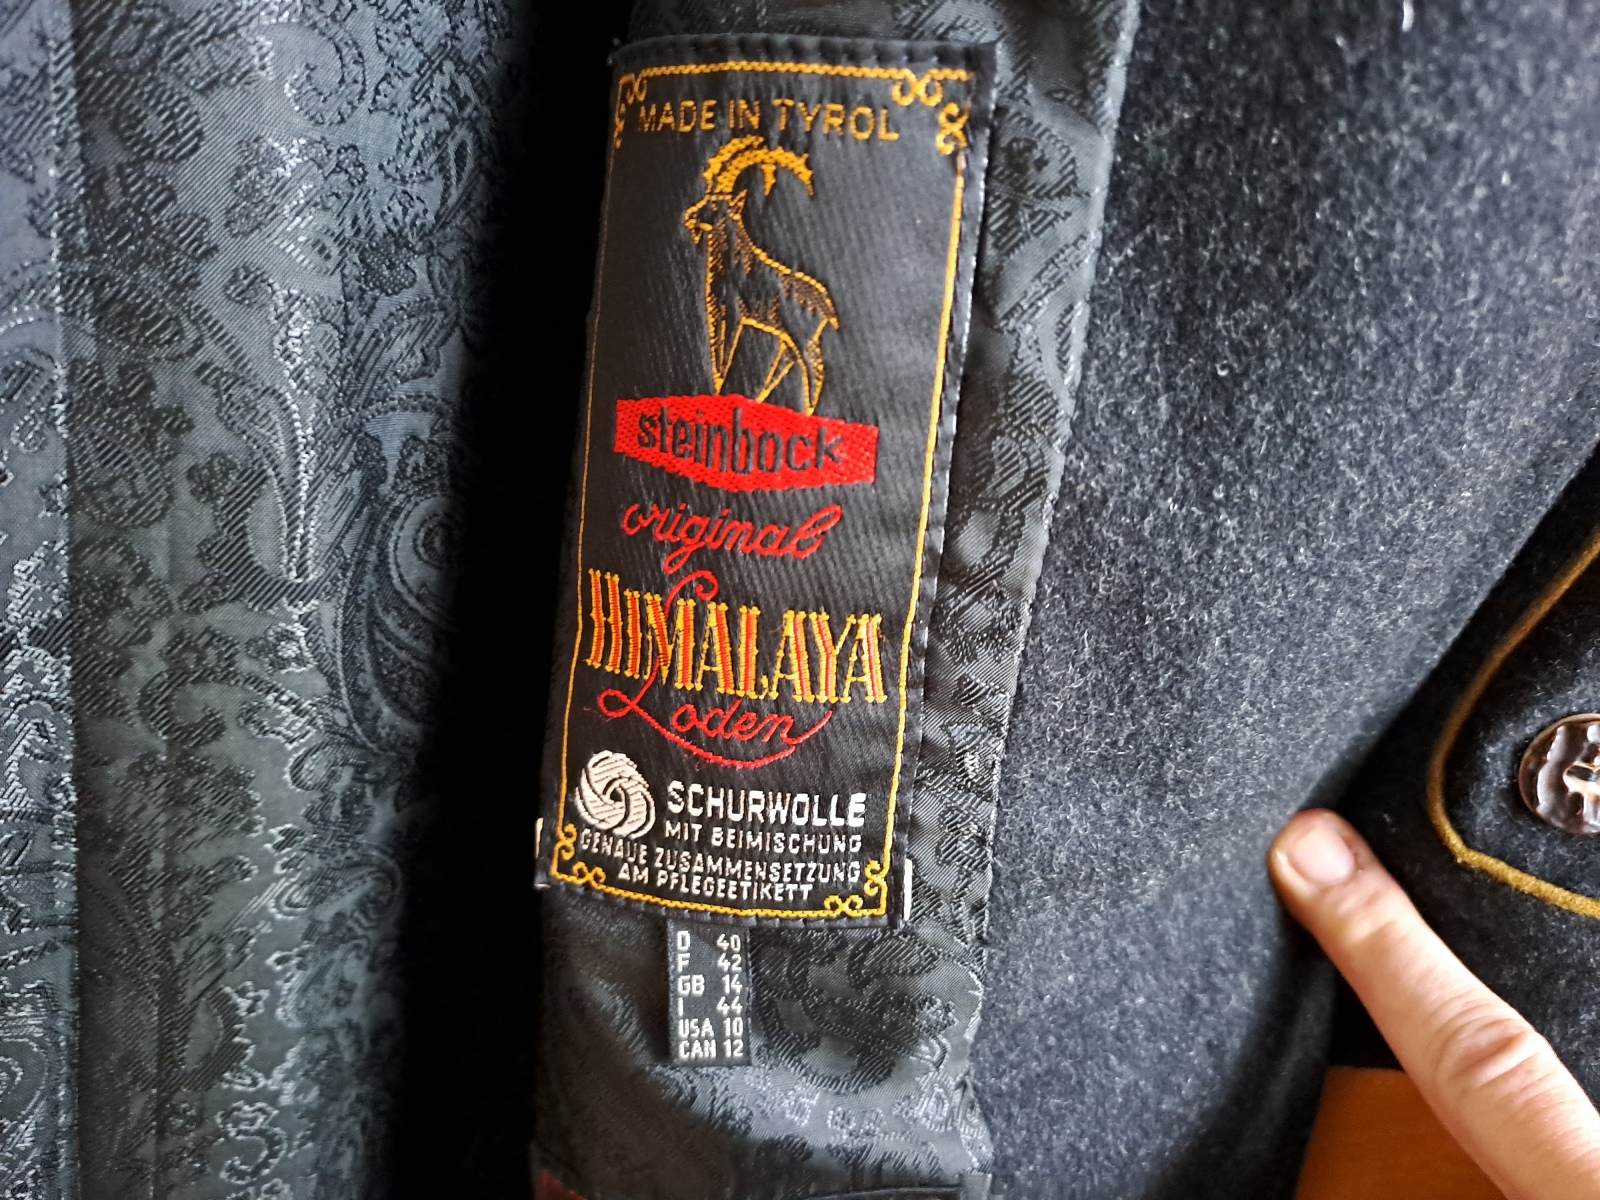 MADE IN TYROL
steinbock
original
HIMALAYA
Loden
SCHURWOLLE
MIT BEIMISCHUNG
GENAUE ZUSAMMENSETZUNG
AM PFLEGEETIKETT
D 40
F 42
GB 14
I 44
USA 10
CAN 12